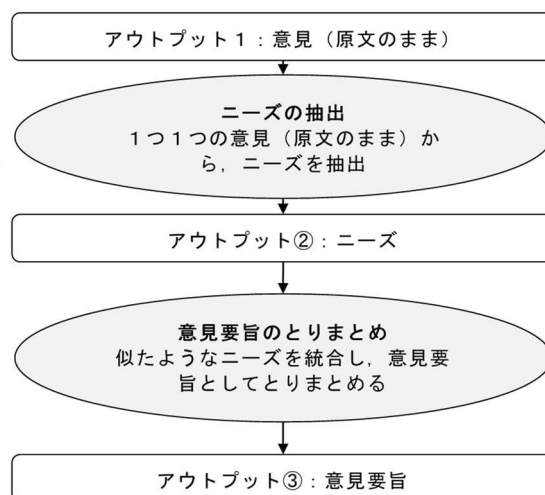 アウトプット１：意見（原文のまま）
ニーズの抽出
１つ１つの意見（原文のまま）か
ら，ニーズを抽出
アウトプット②：ニーズ
意見要旨のとりまとめ
似たようなニーズを統合し，意見要
旨としてとりまとめる
アウトプット③：意見要旨